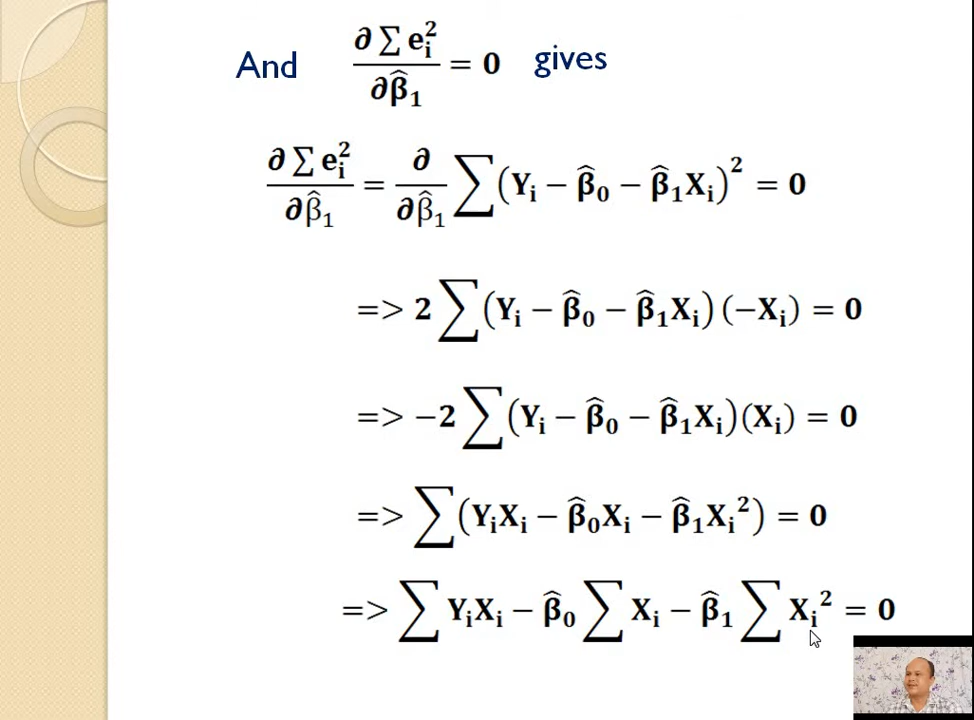 And ∂ ∑ e_i^2 / ∂β̂_1 = 0 gives
∂ ∑ e_i^2 / ∂β̂_1 = ∂ / ∂β̂_1 ∑ (Y_i − β̂_0 − β̂_1X_i)^2 = 0
=> 2 ∑ (Y_i − β̂_0 − β̂_1X_i) (−X_i) = 0
=> −2 ∑ (Y_i − β̂_0 − β̂_1X_i)(X_i) = 0
=> ∑ (Y_iX_i − β̂_0X_i − β̂_1X_i^2) = 0
=> ∑ Y_iX_i − β̂_0 ∑ X_i − β̂_1 ∑ X_i^2 = 0